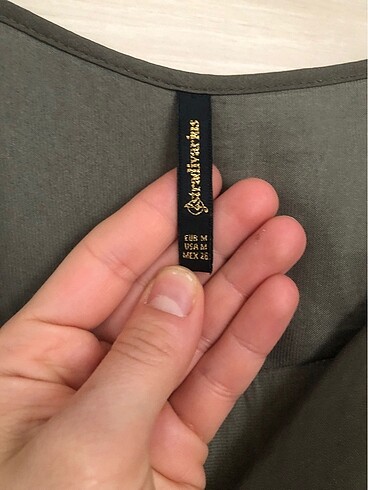 Stradivarius
EUR M
USA M
MEX 26